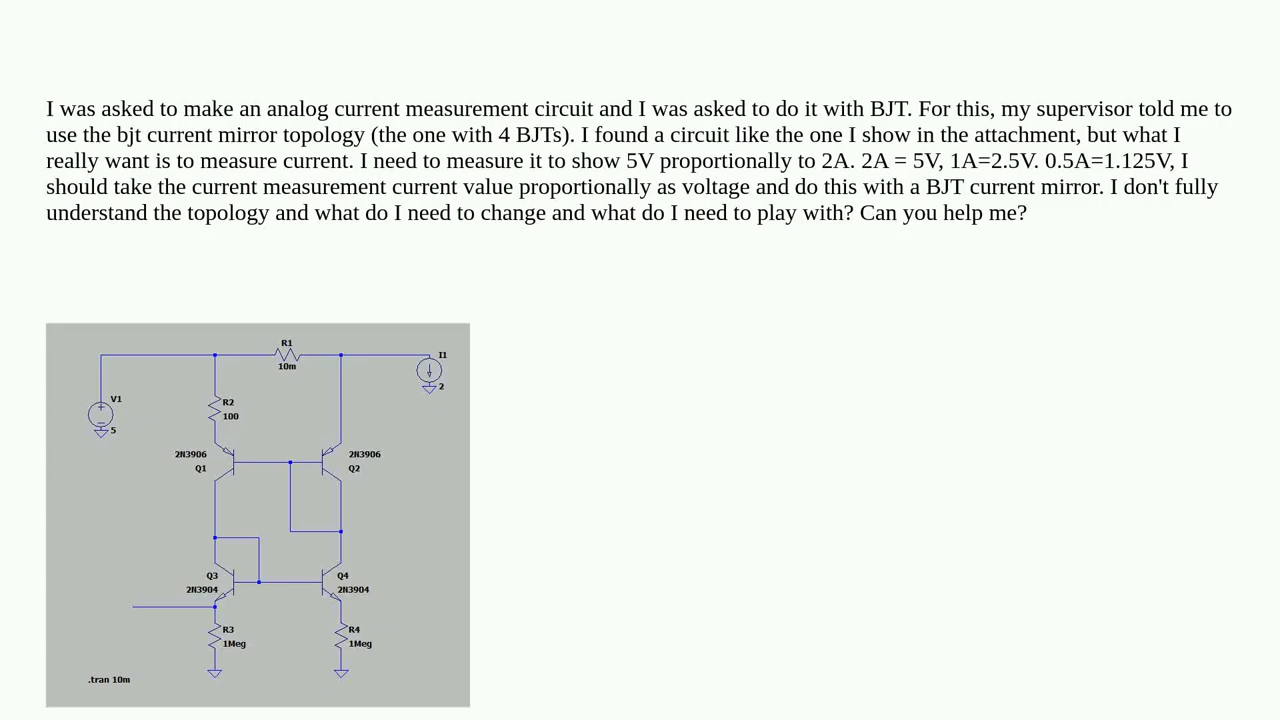 I was asked to make an analog current measurement circuit and I was asked to do it with BJT. For this, my supervisor told me to
use the bjt current mirror topology (the one with 4 BJTs). I found a circuit like the one I show in the attachment, but what I
really want is to measure current. I need to measure it to show 5V proportionally to 2A. 2A = 5V, 1A=2.5V. 0.5A=1.125V, I
should take the current measurement current value proportionally as voltage and do this with a BJT current mirror. I don't fully
understand the topology and what do I need to change and what do I need to play with? Can you help me?
R1
10m
I1
2
V1
5
R2
100
2N3906
Q1
2N3906
Q2
Q3
2N3904
Q4
2N3904
R3
1Meg
R4
1Meg
.tran 10m